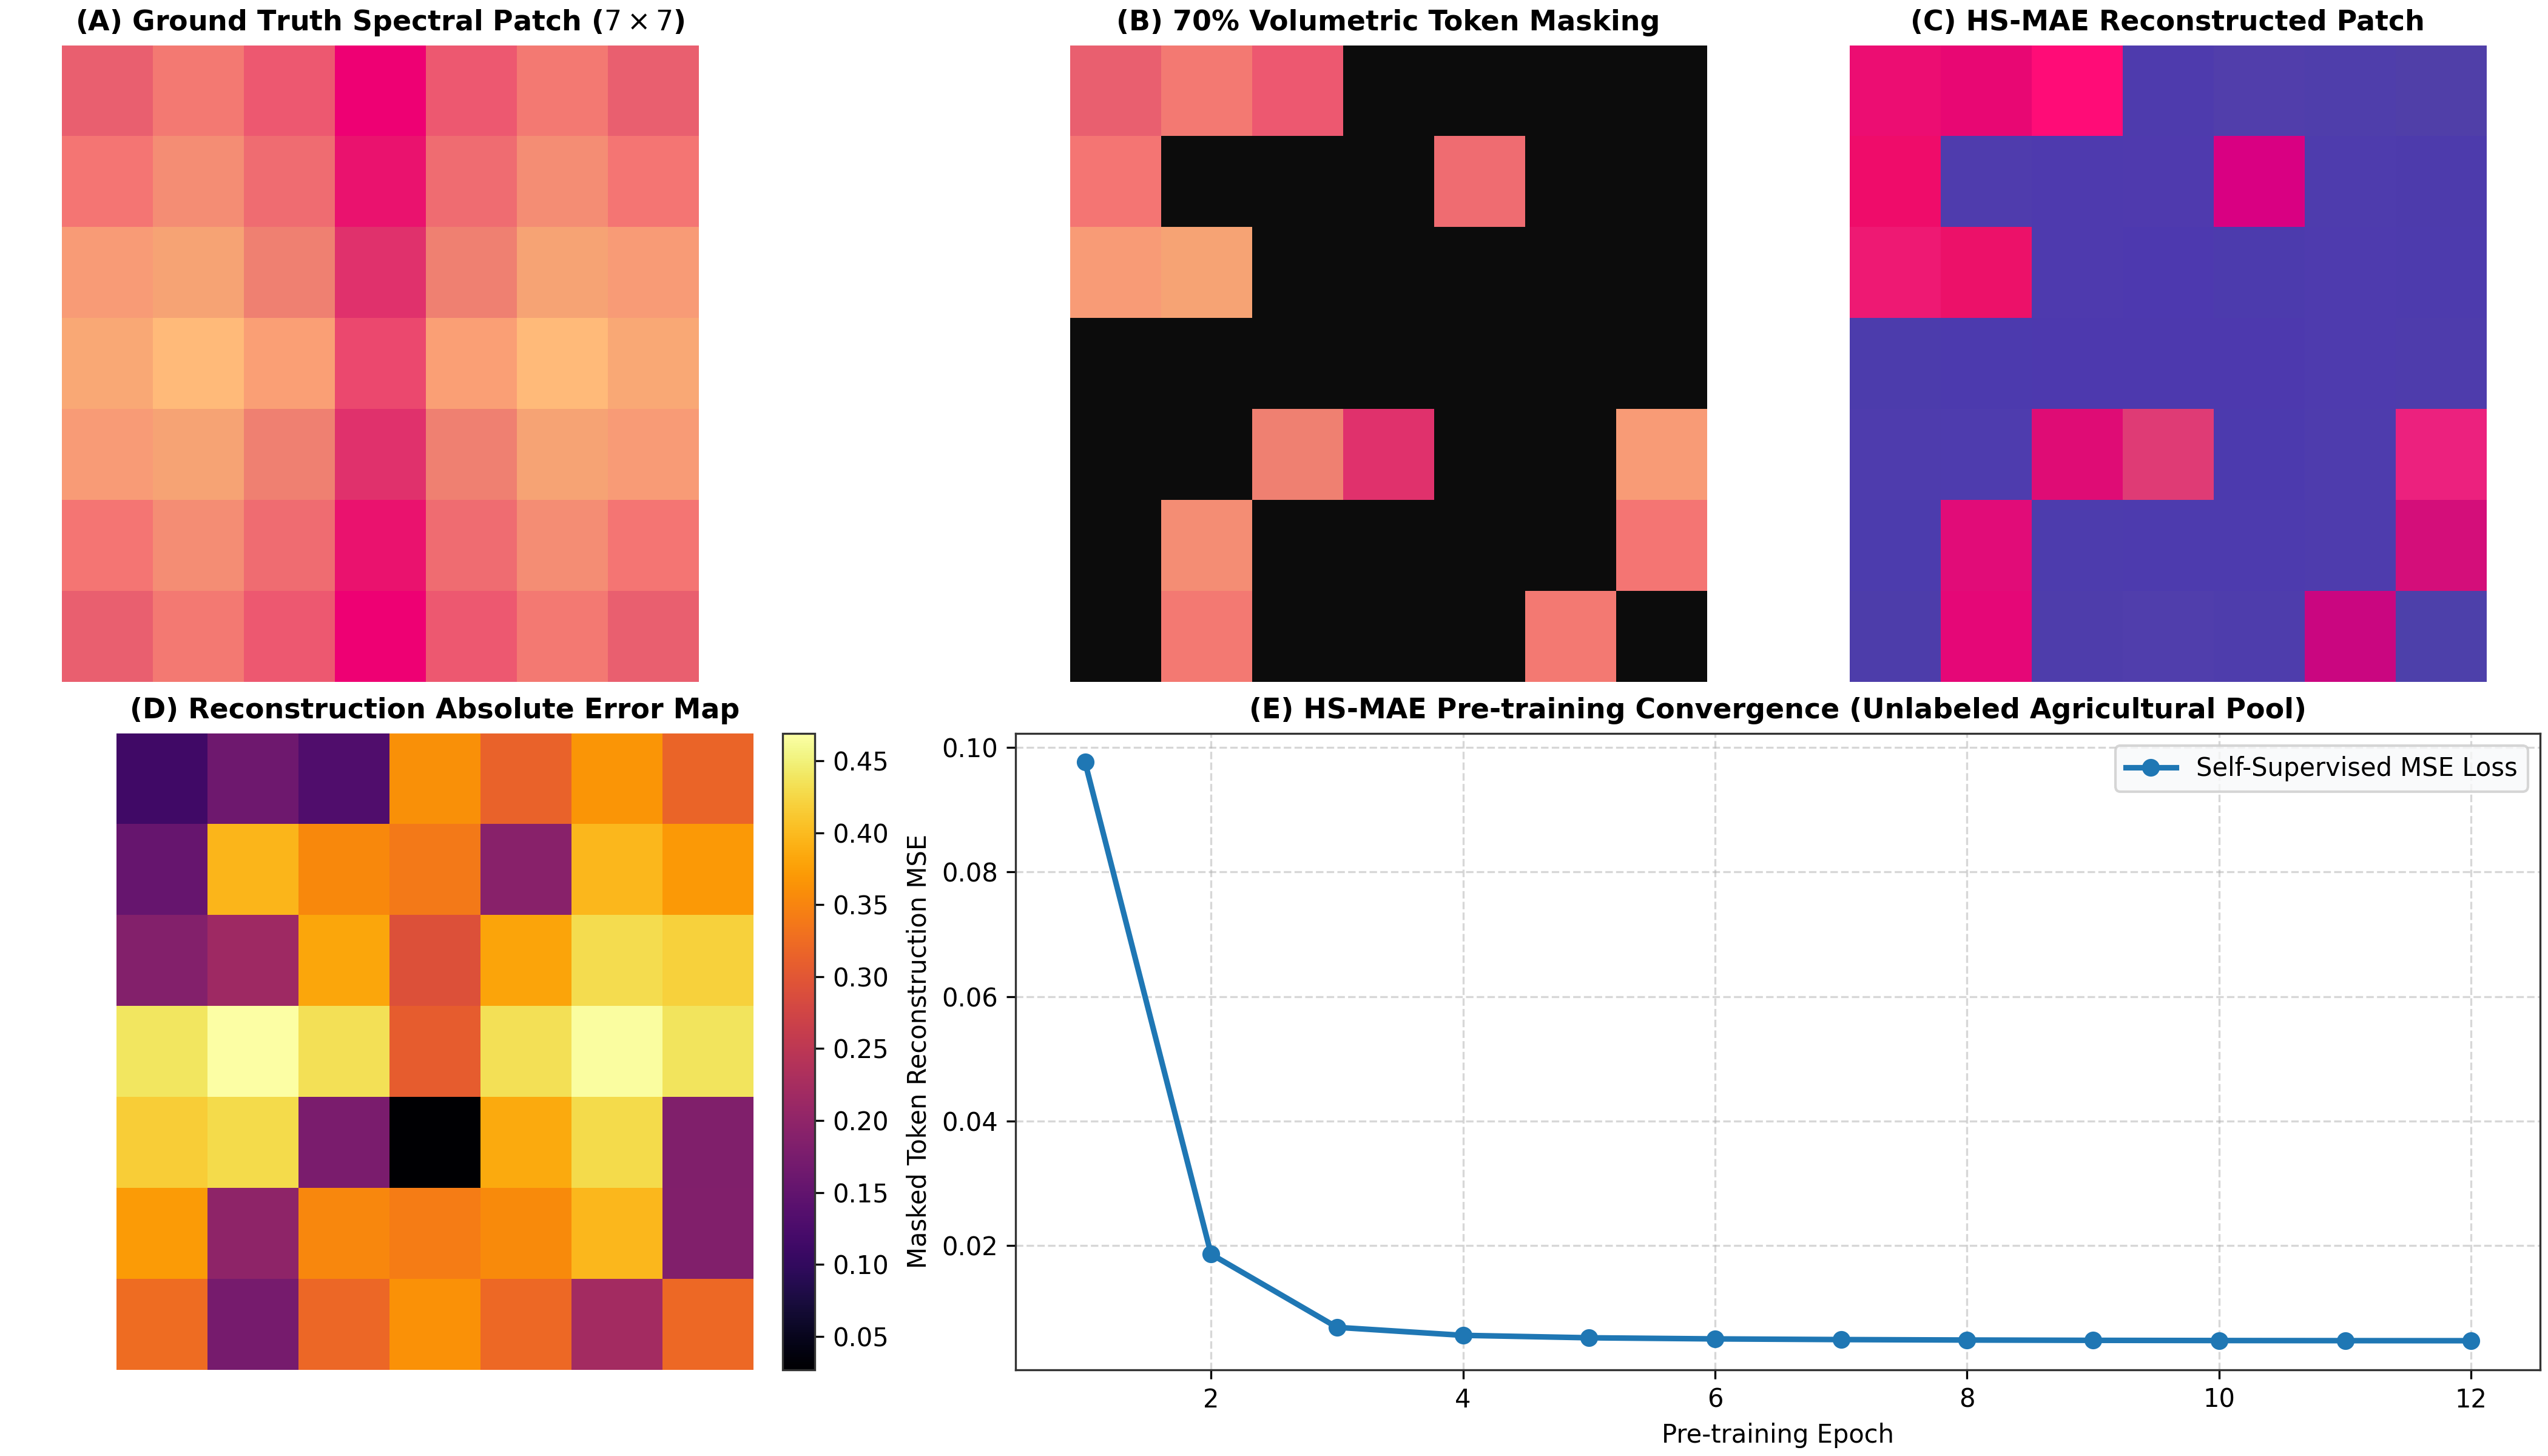 (A) Ground Truth Spectral Patch (7 × 7)
(B) 70% Volumetric Token Masking
(C) HS-MAE Reconstructed Patch
(D) Reconstruction Absolute Error Map
0.45
0.40
0.35
0.30
0.25
0.20
0.15
0.10
0.05
(E) HS-MAE Pre-training Convergence (Unlabeled Agricultural Pool)
Masked Token Reconstruction MSE
0.10
0.08
0.06
0.04
0.02
Self-Supervised MSE Loss
2 4 6 8 10 12
Pre-training Epoch